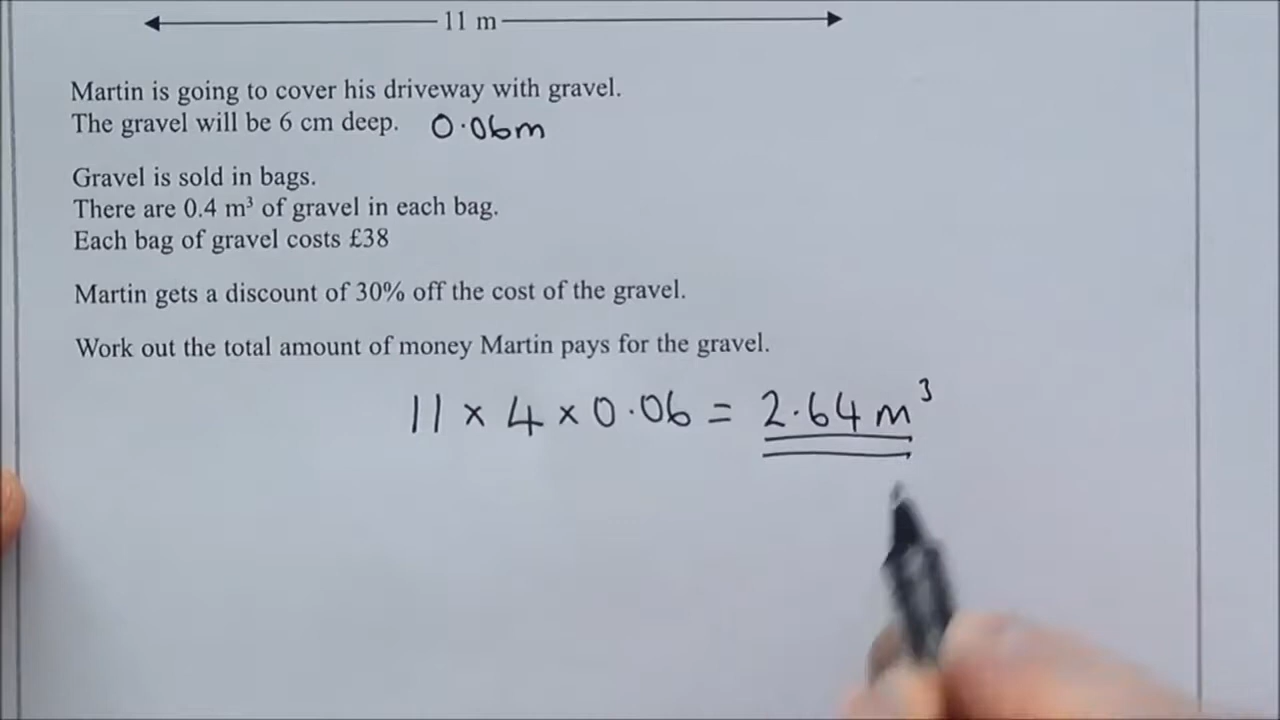 11 m
Martin is going to cover his driveway with gravel.
The gravel will be 6 cm deep. 0.06m
Gravel is sold in bags.
There are 0.4 m³ of gravel in each bag.
Each bag of gravel costs £38
Martin gets a discount of 30% off the cost of the gravel.
Work out the total amount of money Martin pays for the gravel.
11 × 4 × 0.06 = 2.64 m³